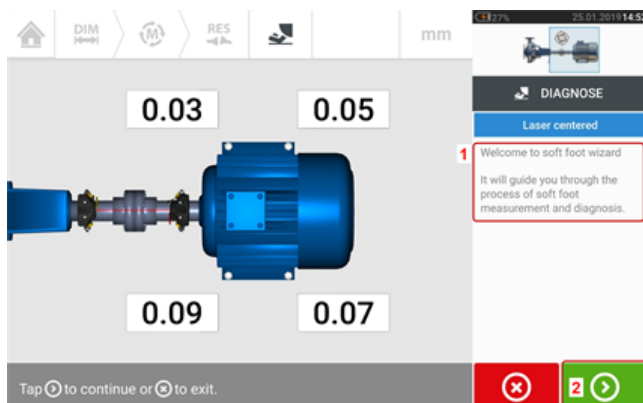 DIM
M
RES
mm
27%
25.01.2019 14:52
0.03
0.05
0.09
0.07
DIAGNOSE
Laser centered
1
Welcome to soft foot wizard
It will guide you through the
process of soft foot
measurement and diagnosis.
Tap to continue or to exit.
2